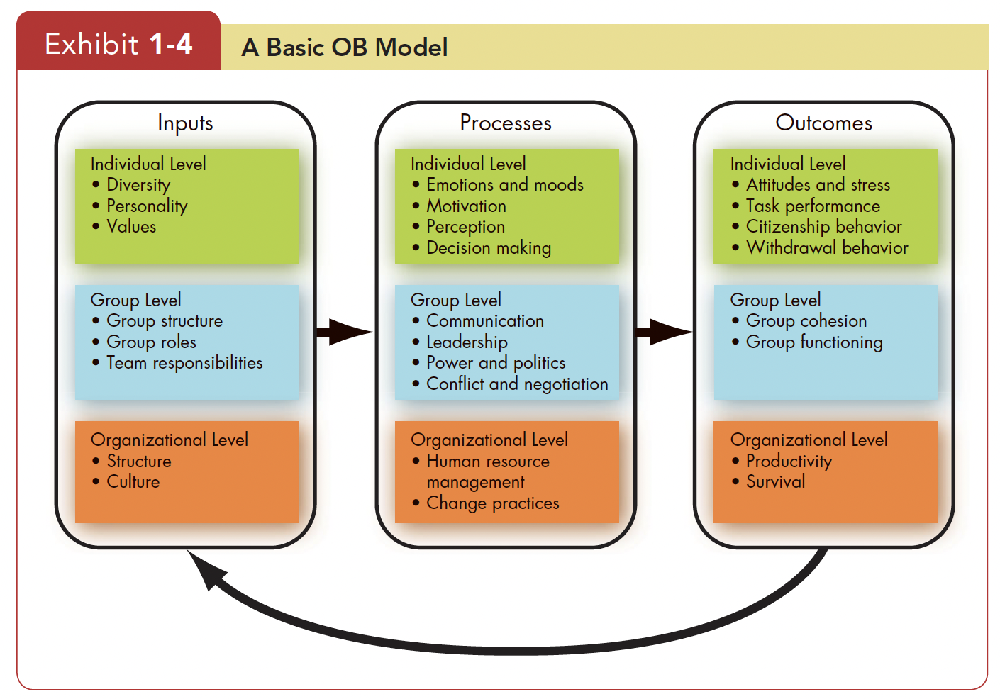 Exhibit 1-4
A Basic OB Model
Inputs
Individual Level
• Diversity
• Personality
• Values
Group Level
• Group structure
• Group roles
• Team responsibilities
Organizational Level
• Structure
• Culture
Processes
Individual Level
• Emotions and moods
• Motivation
• Perception
• Decision making
Group Level
• Communication
• Leadership
• Power and politics
• Conflict and negotiation
Organizational Level
• Human resource
management
• Change practices
Outcomes
Individual Level
• Attitudes and stress
• Task performance
• Citizenship behavior
• Withdrawal behavior
Group Level
• Group cohesion
• Group functioning
Organizational Level
• Productivity
• Survival